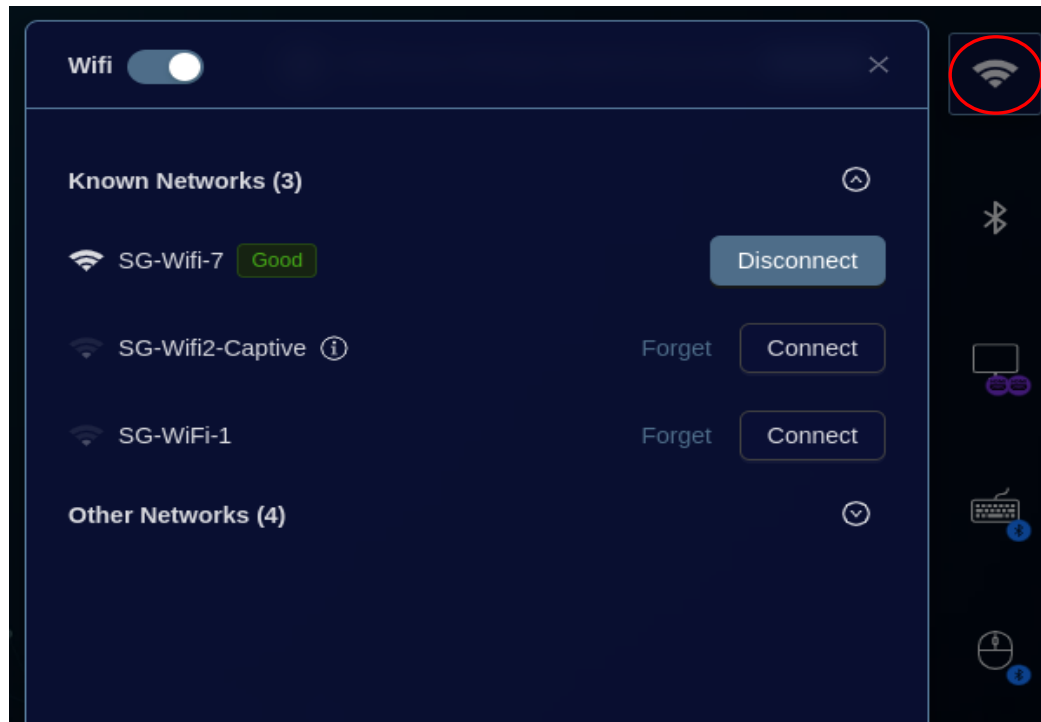 Wifi
Known Networks (3)
SG-Wifi-7 Good Disconnect
SG-Wifi2-Captive Forget Connect
SG-WiFi-1 Forget Connect
Other Networks (4)